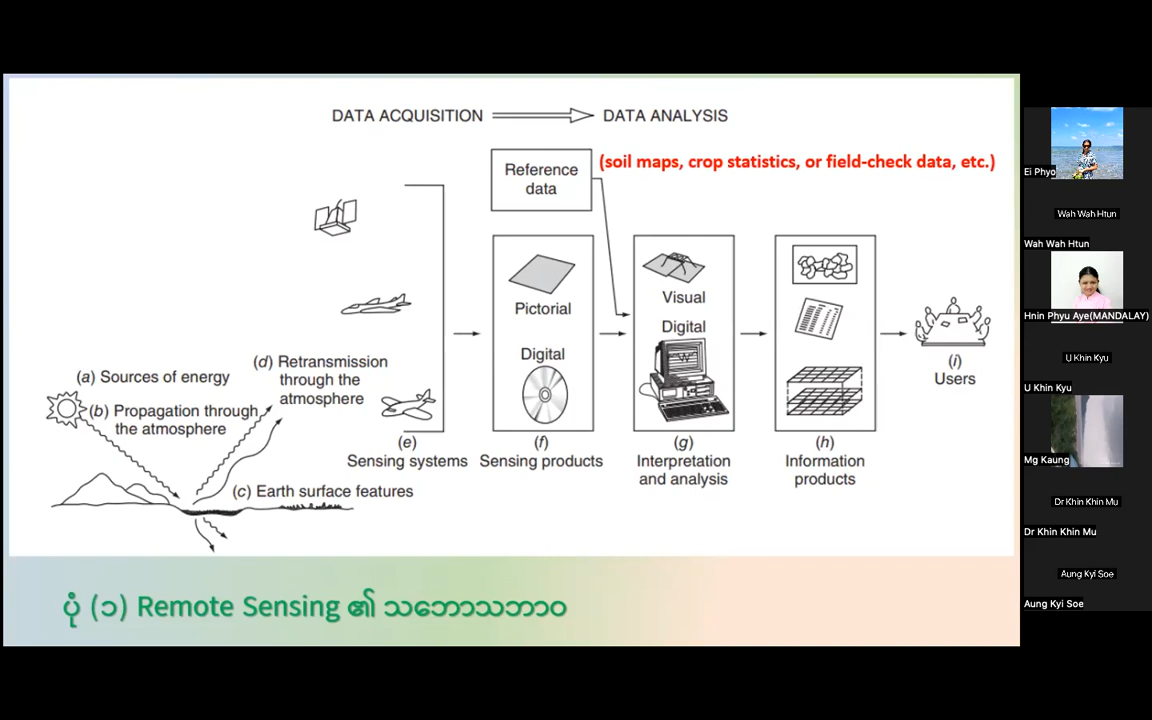 DATA ACQUISITION
DATA ANALYSIS
Reference
data
(soil maps, crop statistics, or field-check data, etc.)
Pictorial
Digital
Visual
Digital
(a) Sources of energy
(b) Propagation through
the atmosphere
(d) Retransmission
through the
atmosphere
(c) Earth surface features
(e)
Sensing systems
(f)
Sensing products
(g)
Interpretation
and analysis
(h)
Information
products
(i)
Users
ပုံ (၁) Remote Sensing ၏ သဘောသဘာဝ
Ei Phyo
Wah Wah Htun
Wah Wah Htun
Hnin Phyu Aye(MANDALAY)
U Khin Kyu
U Khin Kyu
Mg Kaung
Dr Khin Khin Mu
Dr Khin Khin Mu
Aung Kyi Soe
Aung Kyi Soe